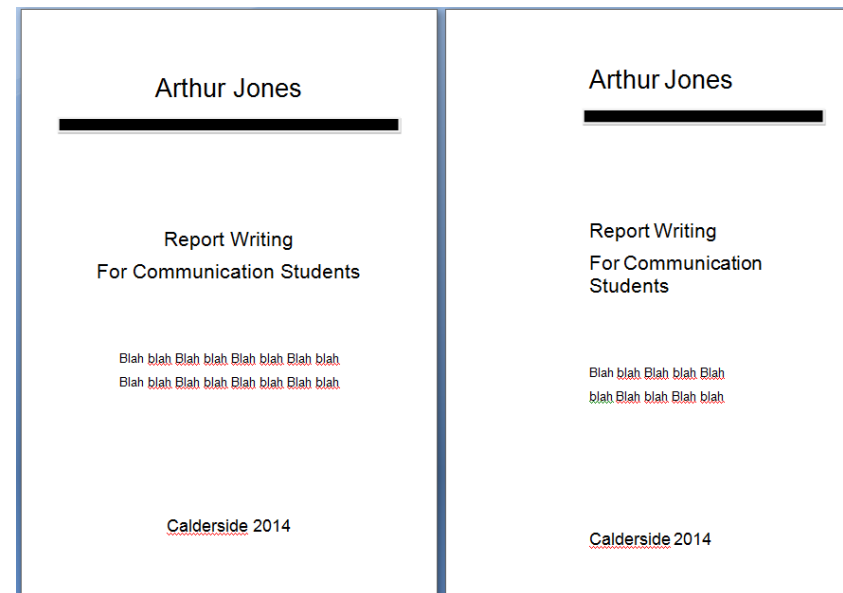 Arthur Jones
Report Writing
For Communication Students
Blah blah Blah blah Blah blah Blah blah
Blah blah Blah blah Blah blah Blah blah
Calderside 2014
Arthur Jones
Report Writing
For Communication
Students
Blah blah Blah blah Blah
blah Blah blah Blah blah
Calderside 2014